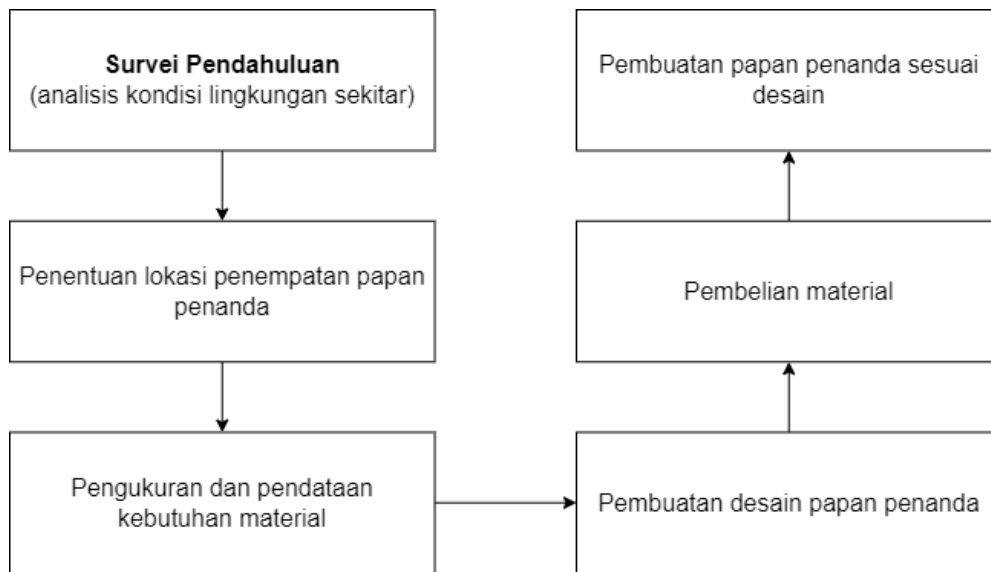 Survei Pendahuluan
(analisis kondisi lingkungan sekitar)
Penentuan lokasi penempatan papan
penanda
Pengukuran dan pendataan
kebutuhan material
Pembuatan desain papan penanda
Pembelian material
Pembuatan papan penanda sesuai
desain